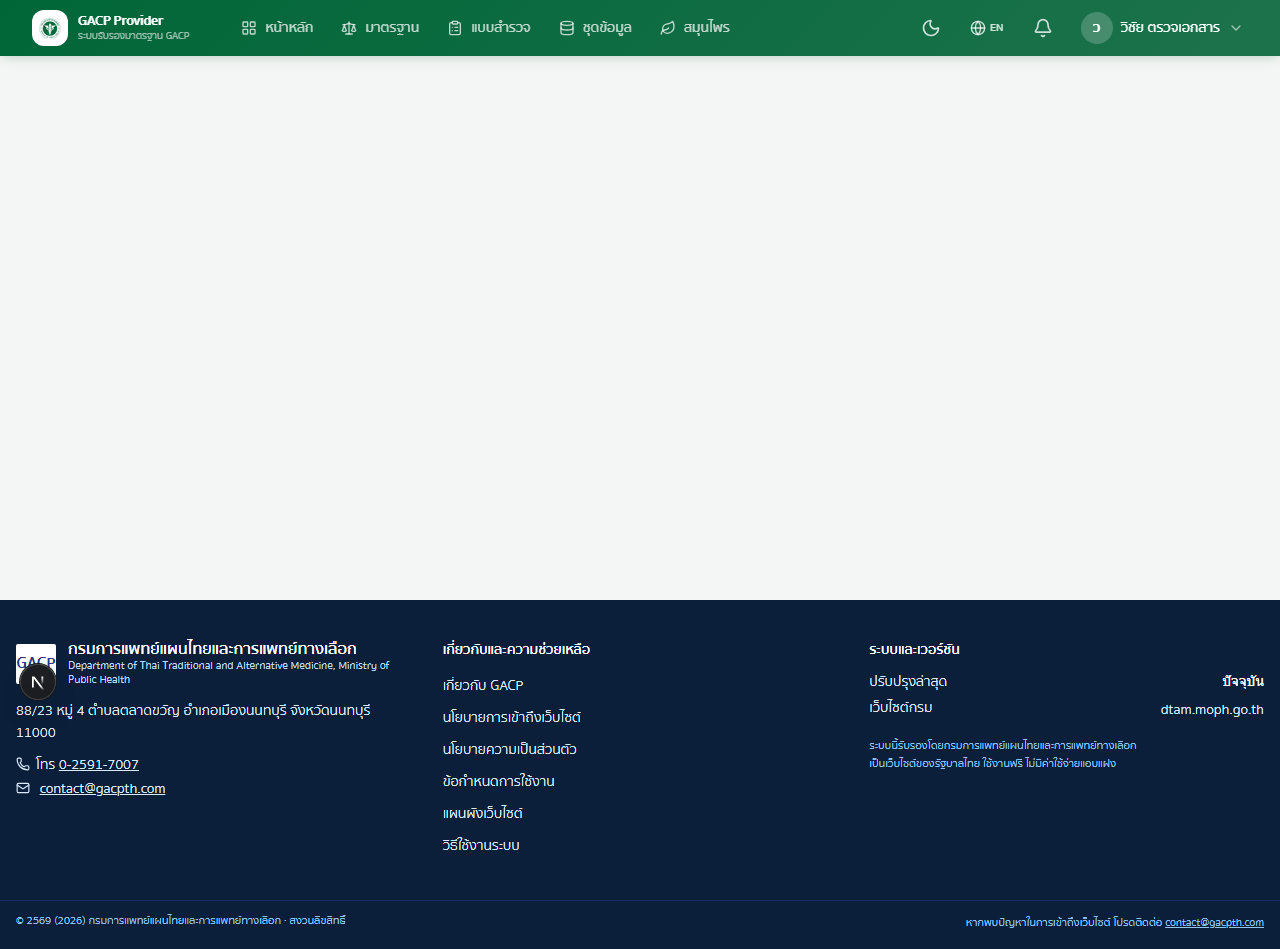 GACP Provider
ระบบรับรองมาตรฐาน GACP
หน้าหลัก
มาตรฐาน
แบบสำรวจ
ชุดข้อมูล
สมุนไพร
EN
ว
วิชัย ตรวจเอกสาร
GACP
N
กรมการแพทย์แผนไทยและการแพทย์ทางเลือก
Department of Thai Traditional and Alternative Medicine, Ministry of
Public Health
88/23 หมู่ 4 ตำบลตลาดขวัญ อำเภอเมืองนนทบุรี จังหวัดนนทบุรี
11000
โทร 0-2591-7007
contact@gacpth.com
เกี่ยวกับและความช่วยเหลือ
เกี่ยวกับ GACP
นโยบายการเข้าถึงเว็บไซต์
นโยบายความเป็นส่วนตัว
ข้อกำหนดการใช้งาน
แผนผังเว็บไซต์
วิธีใช้งานระบบ
ระบบและเวอร์ชัน
ปรับปรุงล่าสุด ปัจจุบัน
เว็บไซต์กรม dtam.moph.go.th
ระบบนี้รับรองโดยกรมการแพทย์แผนไทยและการแพทย์ทางเลือก
เป็นเว็บไซต์ของรัฐบาลไทย ใช้งานฟรี ไม่มีค่าใช้จ่ายแอบแฝง
© 2569 (2026) กรมการแพทย์แผนไทยและการแพทย์ทางเลือก · สงวนลิขสิทธิ์
หากพบปัญหาในการเข้าถึงเว็บไซต์ โปรดติดต่อ contact@gacpth.com